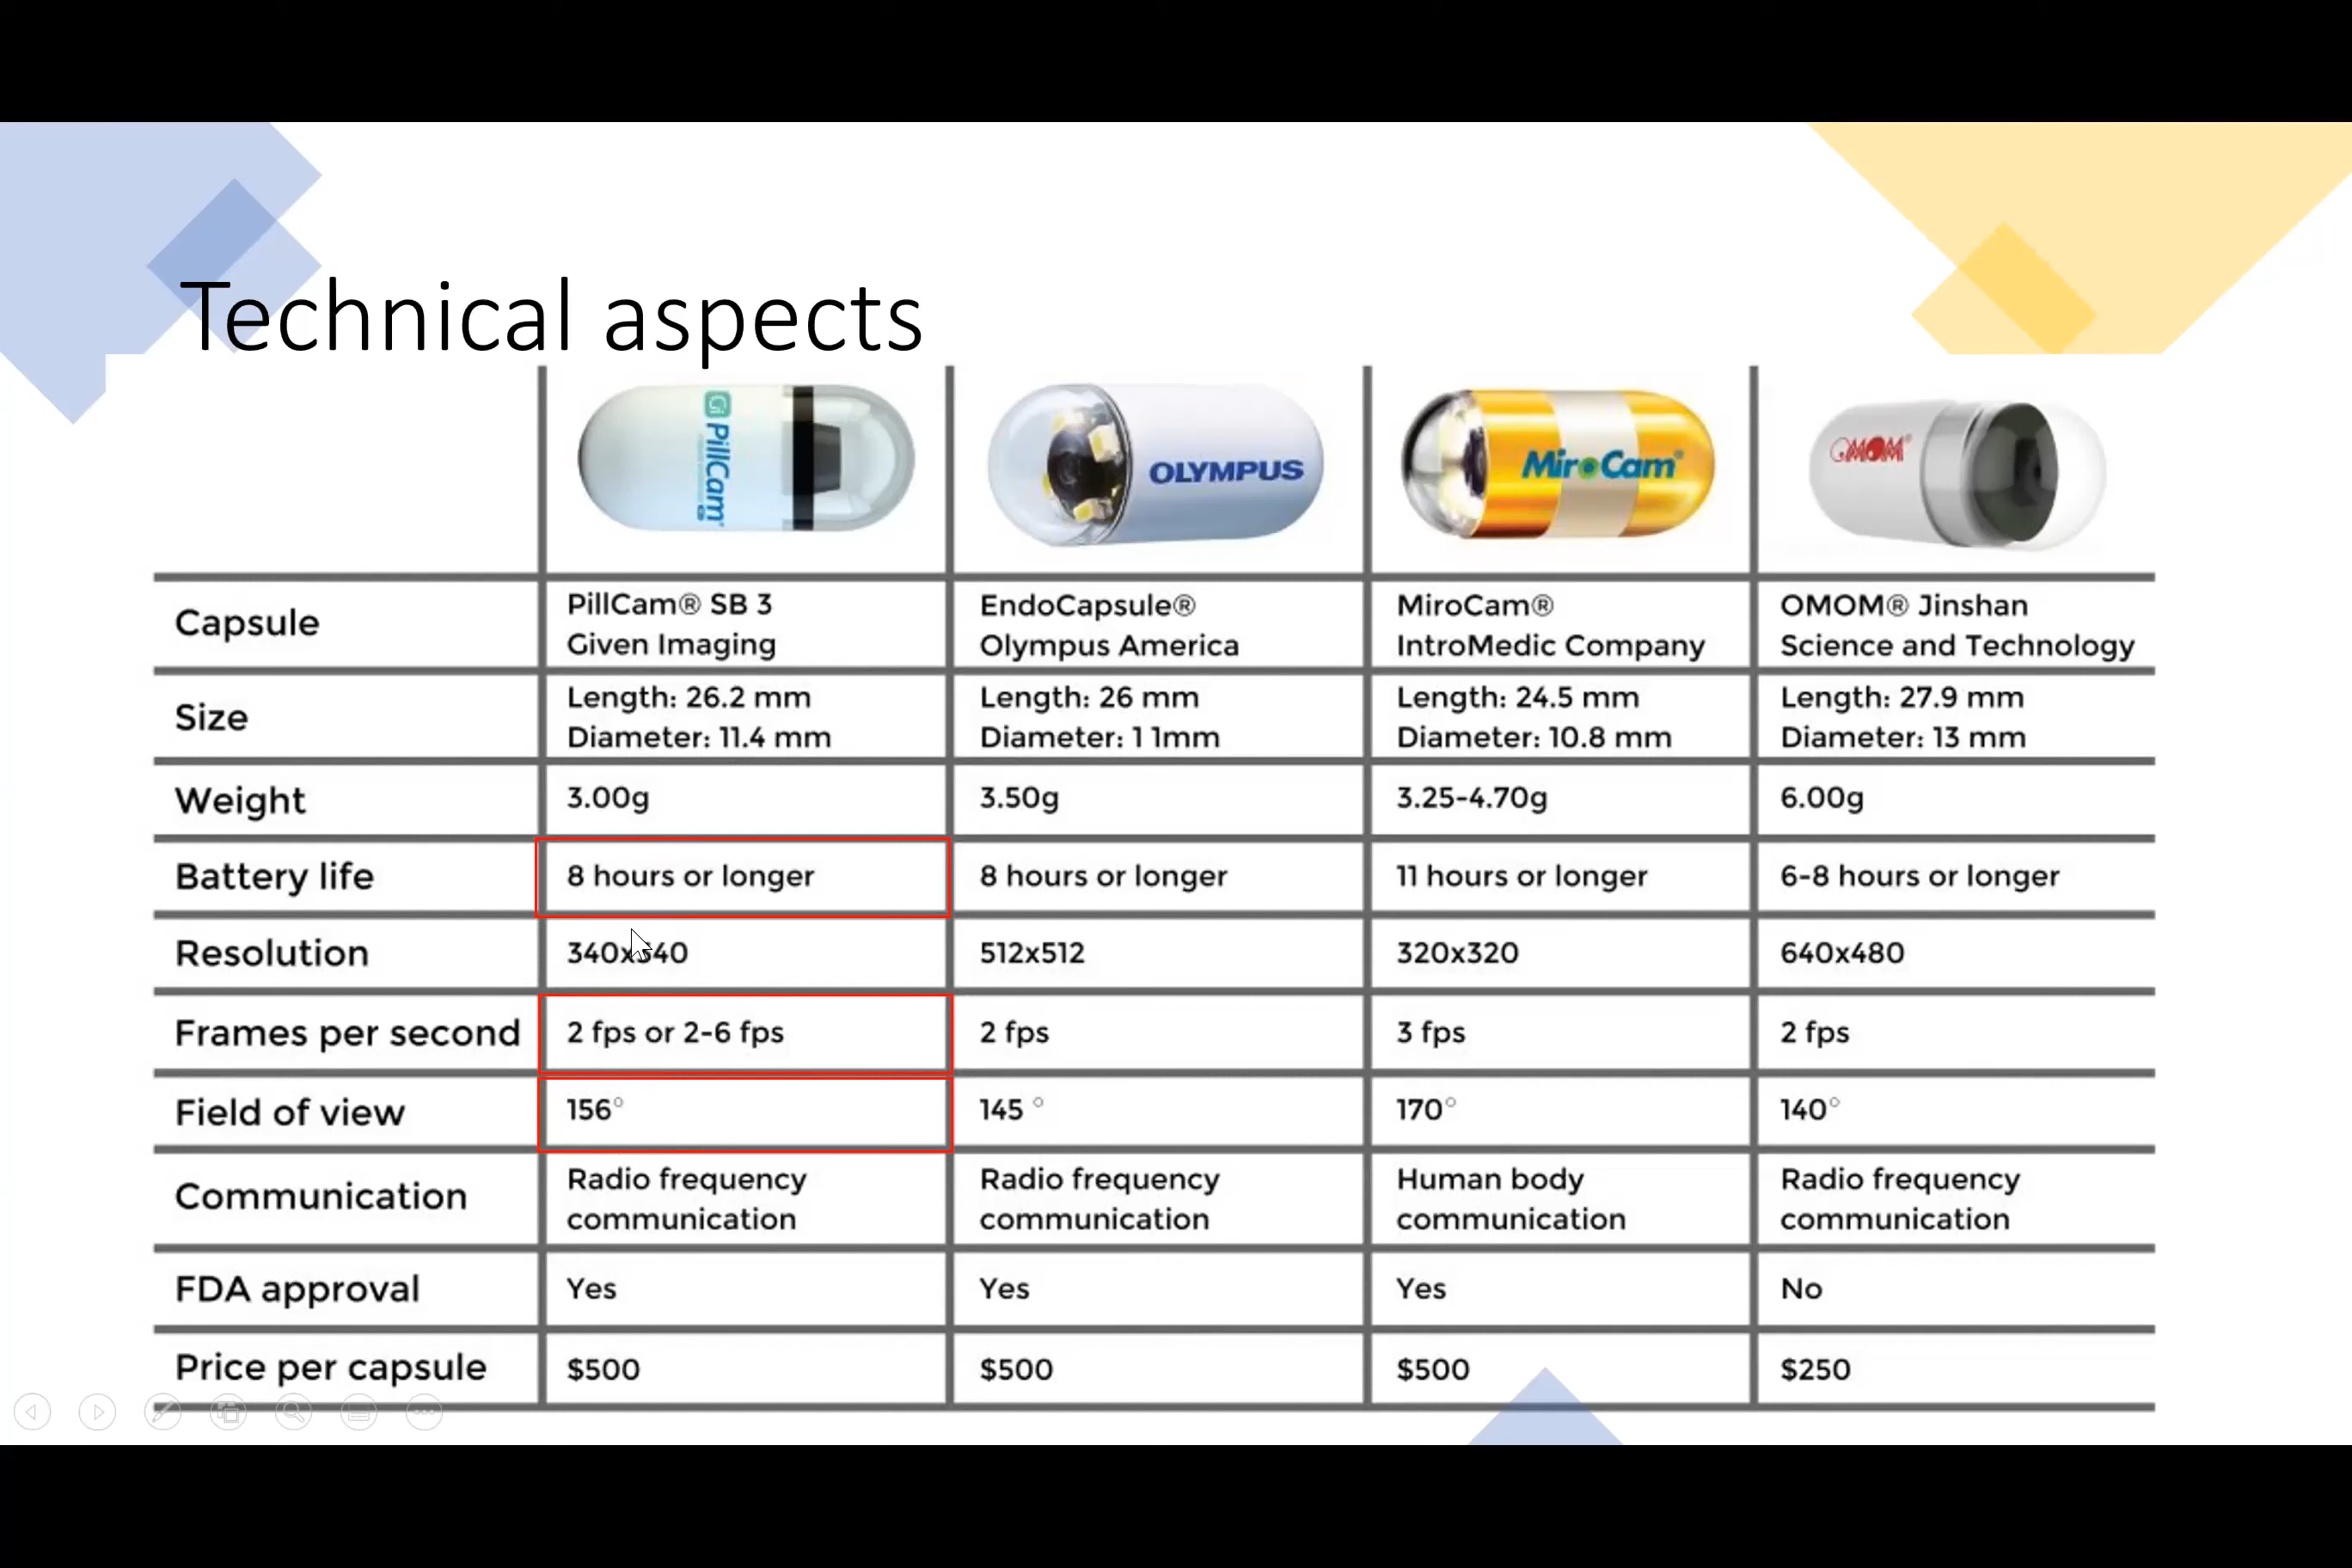 Technical aspects
PillCam
OLYMPUS
MiroCam®
OMOM®
Capsule
PillCam® SB 3
Given Imaging
EndoCapsule®
Olympus America
MiroCam®
IntroMedic Company
OMOM® Jinshan
Science and Technology
Size
Length: 26.2 mm
Diameter: 11.4 mm
Length: 26 mm
Diameter: 1 1mm
Length: 24.5 mm
Diameter: 10.8 mm
Length: 27.9 mm
Diameter: 13 mm
Weight
3.00g
3.50g
3.25-4.70g
6.00g
Battery life
8 hours or longer
8 hours or longer
11 hours or longer
6-8 hours or longer
Resolution
340x340
512x512
320x320
640x480
Frames per second
2 fps or 2-6 fps
2 fps
3 fps
2 fps
Field of view
156°
145 °
170°
140°
Communication
Radio frequency
communication
Radio frequency
communication
Human body
communication
Radio frequency
communication
FDA approval
Yes
Yes
Yes
No
Price per capsule
$500
$500
$500
$250